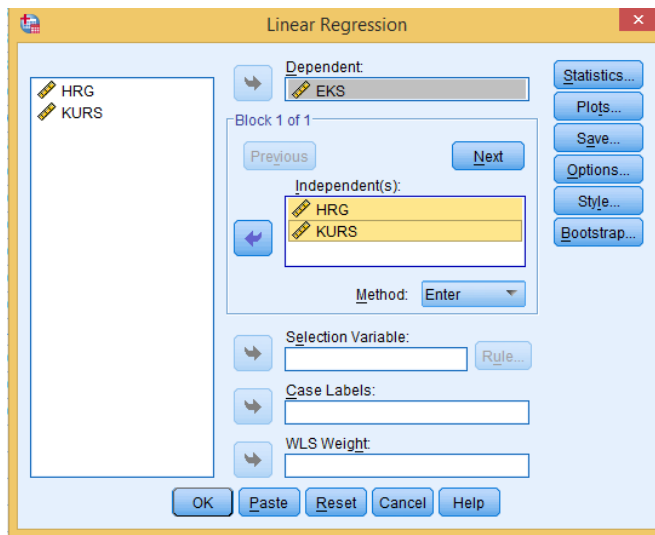 Linear Regression
HRG
KURS
Dependent:
EKS
Block 1 of 1
Previous
Next
Independent(s):
HRG
KURS
Method: Enter
Selection Variable:
Rule...
Case Labels:
WLS Weight:
Statistics...
Plots...
Save...
Options...
Style...
Bootstrap...
OK Paste Reset Cancel Help